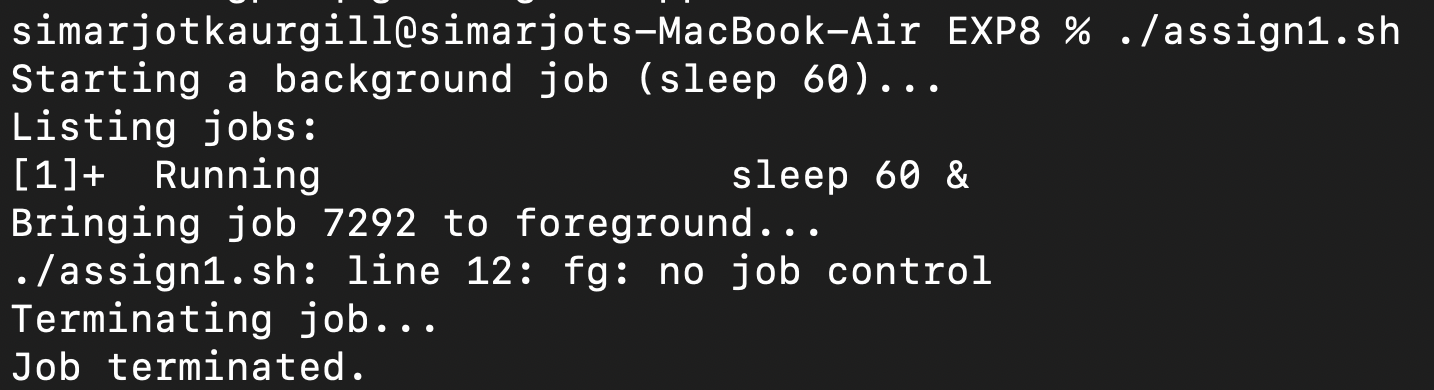 simarjotkaurgill@simarjots-MacBook-Air EXP8 % ./assign1.sh
Starting a background job (sleep 60)...
Listing jobs:
[1]+  Running                 sleep 60 &
Bringing job 7292 to foreground...
./assign1.sh: line 12: fg: no job control
Terminating job...
Job terminated.